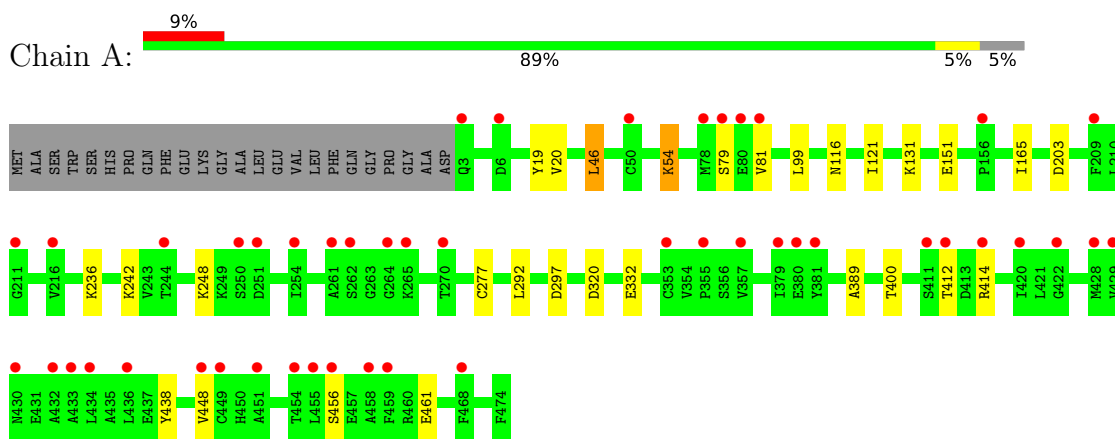 9%
Chain A:
89% 5% 5%
MET ALA SER TRP SER HIS PRO GLN PHE GLU LYS GLY ALA LEU GLU VAL LEU PHE GLN GLY PRO GLY ALA ASP Q3 D6 Y19 V20 L46 C50 K54 M78 S79 E80 V81 L99 N116 I121 K131 E151 P156 I165 D203 F209 L210
G211 V216 K236 K242 V243 T244 K248 K249 S250 D251 I254 A261 S262 G263 G264 K265 T270 C277 L292 D297 D320 E332 C353 V354 P355 S356 V357 I379 E380 Y381 A389 T400 S411 T412 D413 R414 I420 L421 G422 M428 V429
N430 E431 A432 A433 L434 A435 L436 E437 Y438 V448 C449 H450 A451 T454 L455 S456 E457 A458 F459 R460 E461 F468 F474